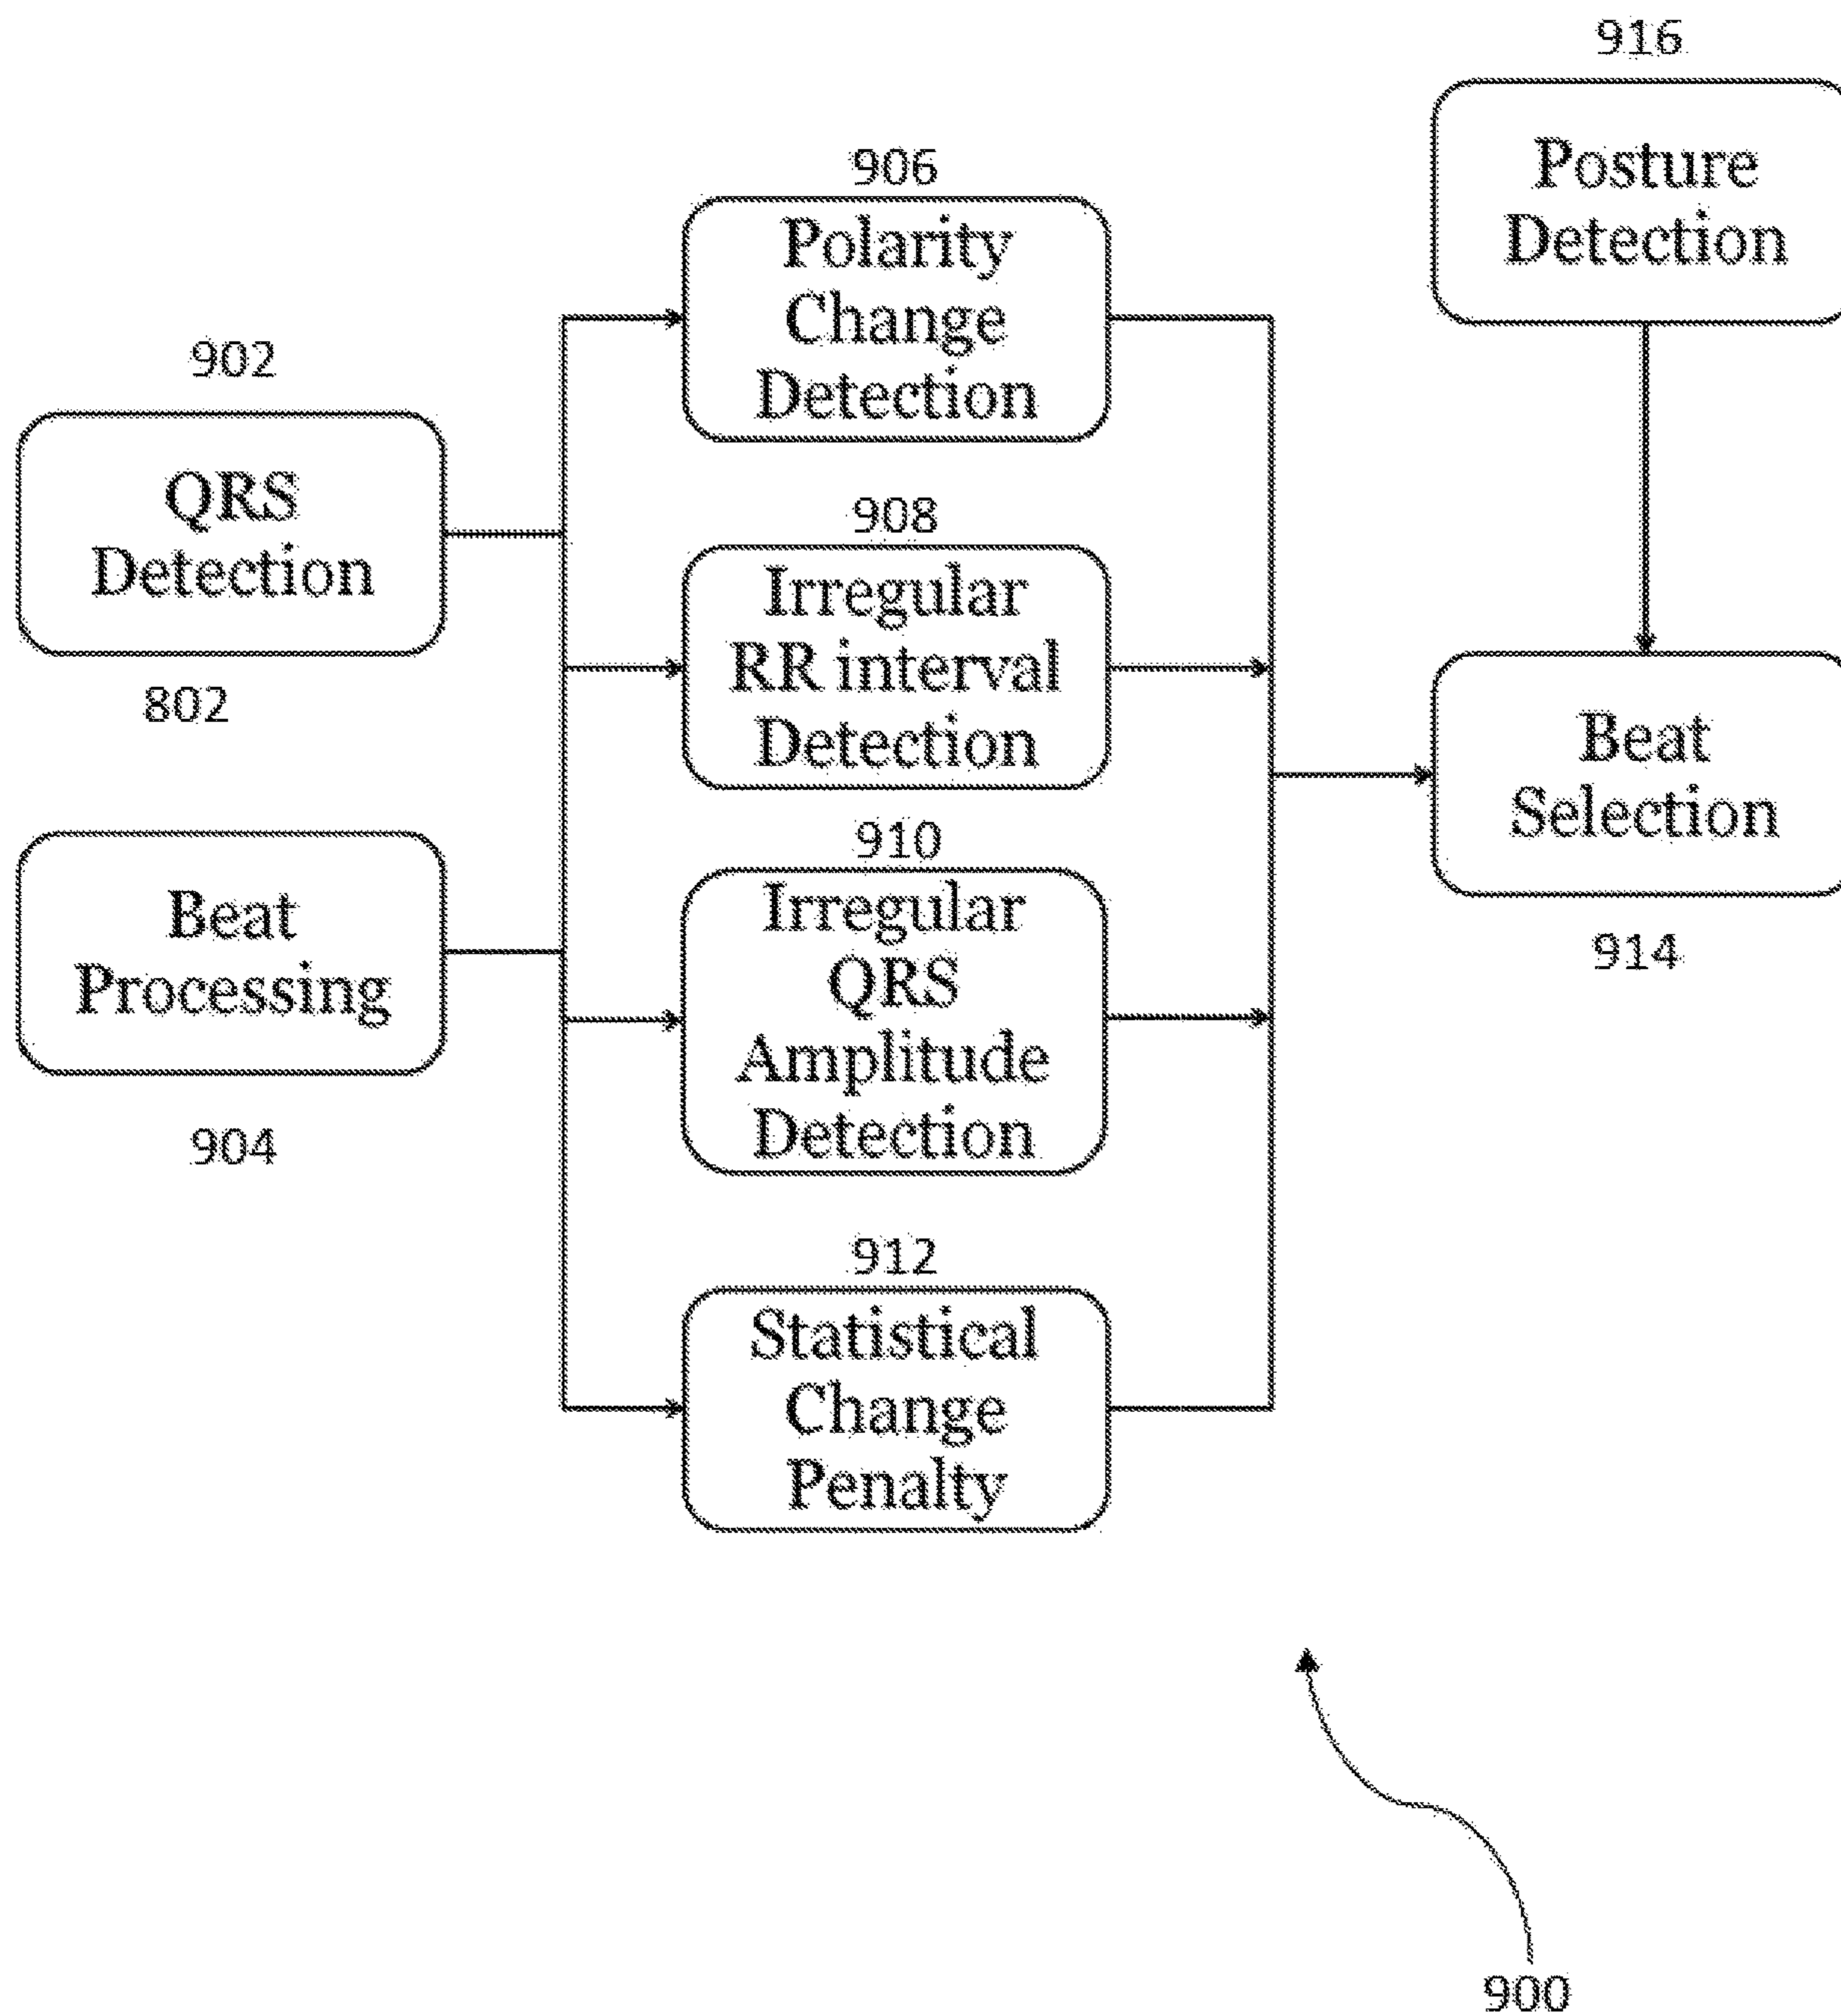 902
QRS
Detection
802
Beat
Processing
904
906
Polarity
Change
Detection
908
Irregular
RR interval
Detection
910
Irregular
QRS
Amplitude
Detection
912
Statistical
Change
Penalty
916
Posture
Detection
Beat
Selection
914
900